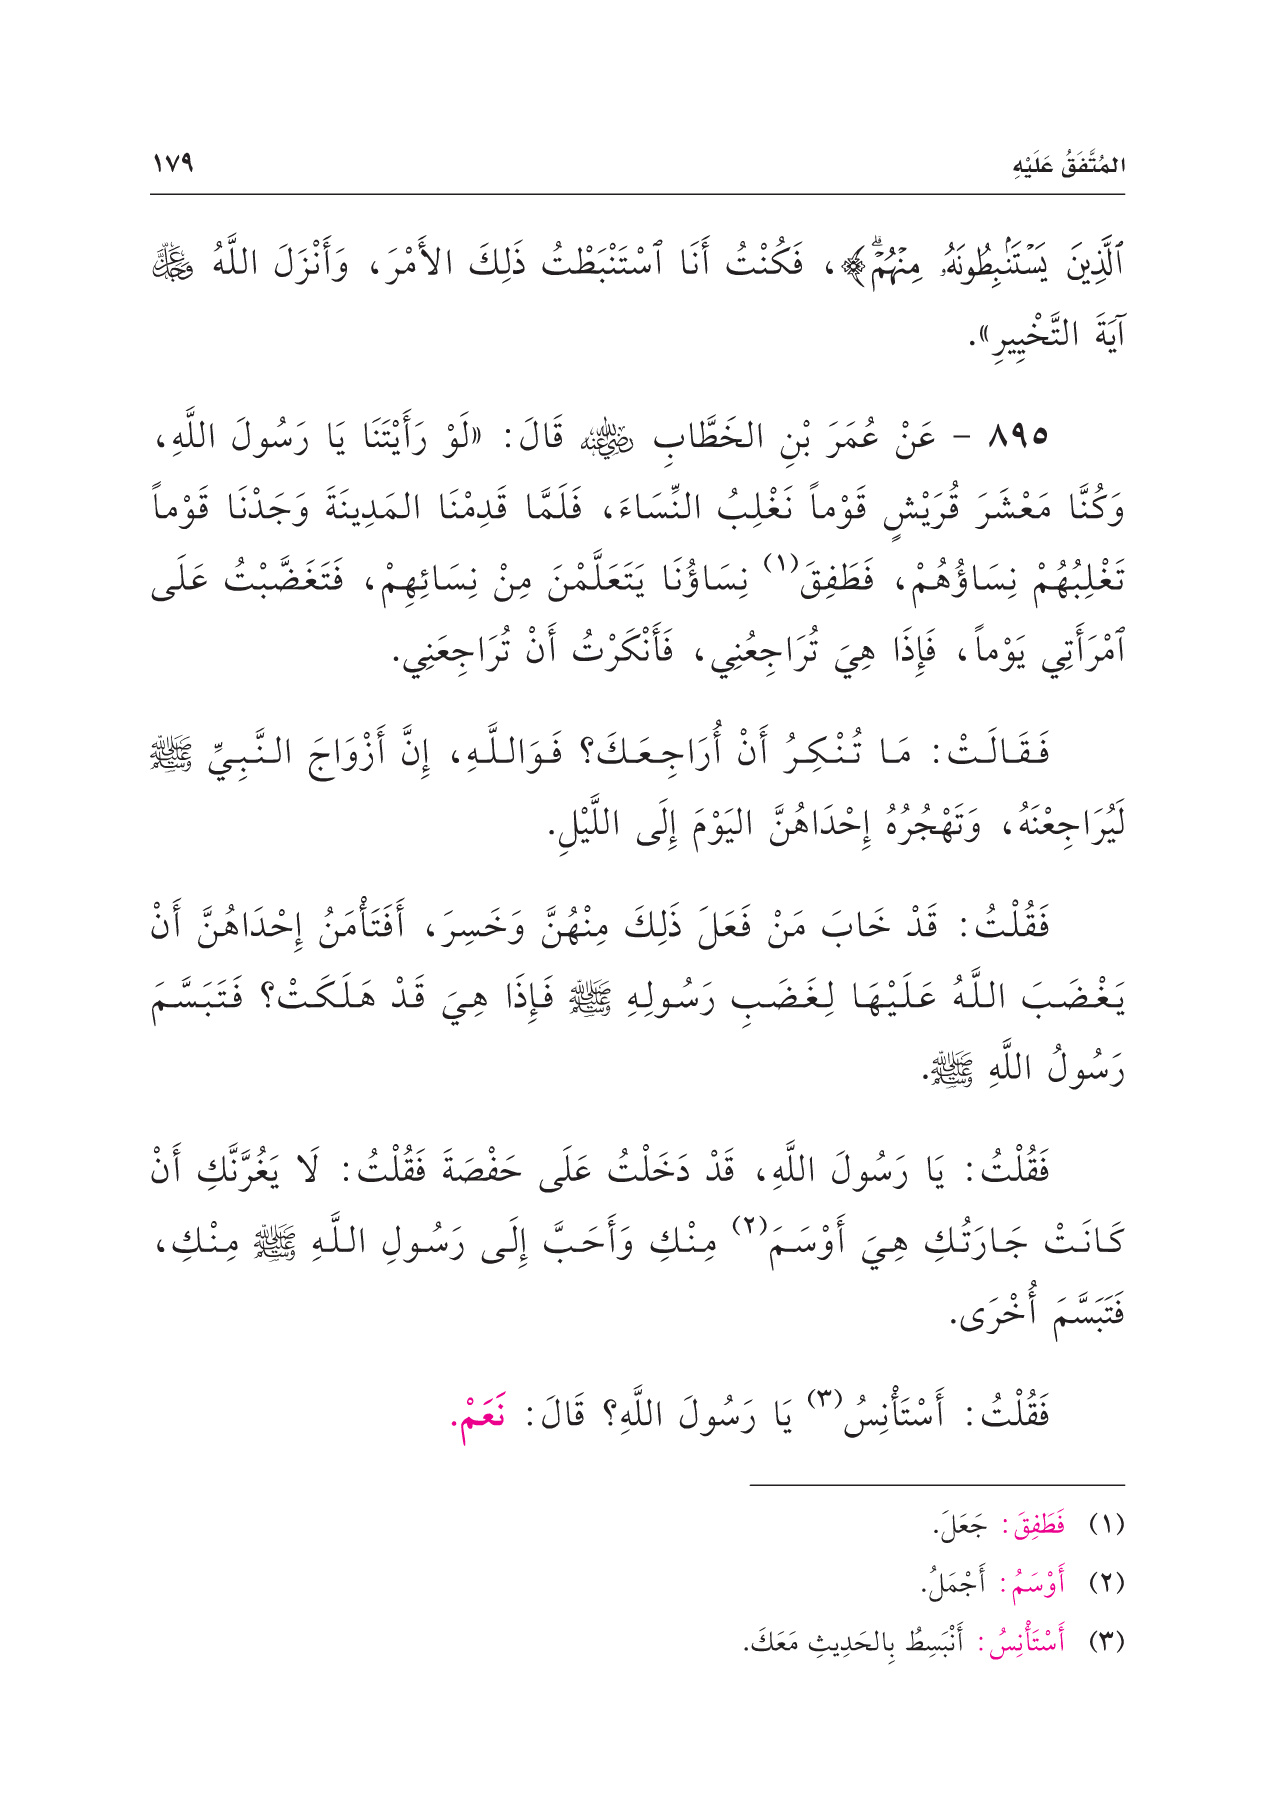 المُتَّفَقُ عَلَيْهِ ١٧٩
ٱلَّذِينَ يَسْتَنۢبِطُونَهُۥ مِنْهُمْۗ﴾، فَكُنْتُ أَنَا ٱسْتَنْبَطْتُ ذَلِكَ الأَمْرَ، وَأَنْزَلَ اللَّهُ عَزَّ وَجَلَّ
آيَةَ التَّخْيِيرِ».
٨٩٥ – عَنْ عُمَرَ بْنِ الخَطَّابِ رَضِيَ اللَّهُ عَنْهُ قَالَ: «لَوْ رَأَيْتَنَا يَا رَسُولَ اللَّهِ،
وَكُنَّا مَعْشَرَ قُرَيْشٍ قَوْماً نَغْلِبُ النِّسَاءَ، فَلَمَّا قَدِمْنَا المَدِينَةَ وَجَدْنَا قَوْماً
تَغْلِبُهُمْ نِسَاؤُهُمْ، فَطَفِقَ(١) نِسَاؤُنَا يَتَعَلَّمْنَ مِنْ نِسَائِهِمْ، فَتَغَضَّبْتُ عَلَى
ٱمْرَأَتِي يَوْماً، فَإِذَا هِيَ تُرَاجِعُنِي، فَأَنْكَرْتُ أَنْ تُرَاجِعَنِي.
فَقَالَتْ: مَا تُنْكِرُ أَنْ أُرَاجِعَكَ؟ فَوَاللَّهِ، إِنَّ أَزْوَاجَ النَّبِيِّ ﷺ
لَيُرَاجِعْنَهُ، وَتَهْجُرُهُ إِحْدَاهُنَّ اليَوْمَ إِلَى اللَّيْلِ.
فَقُلْتُ: قَدْ خَابَ مَنْ فَعَلَ ذَلِكَ مِنْهُنَّ وَخَسِرَ، أَفَتَأْمَنُ إِحْدَاهُنَّ أَنْ
يَغْضَبَ اللَّهُ عَلَيْهَا لِغَضَبِ رَسُولِهِ ﷺ فَإِذَا هِيَ قَدْ هَلَكَتْ؟ فَتَبَسَّمَ
رَسُولُ اللَّهِ ﷺ.
فَقُلْتُ: يَا رَسُولَ اللَّهِ، قَدْ دَخَلْتُ عَلَى حَفْصَةَ فَقُلْتُ: لَا يَغُرَّنَّكِ أَنْ
كَانَتْ جَارَتُكِ هِيَ أَوْسَمَ(٢) مِنْكِ وَأَحَبَّ إِلَى رَسُولِ اللَّهِ ﷺ مِنْكِ،
فَتَبَسَّمَ أُخْرَى.
فَقُلْتُ: أَسْتَأْنِسُ(٣) يَا رَسُولَ اللَّهِ؟ قَالَ: نَعَمْ.
(١) فَطَفِقَ: جَعَلَ.
(٢) أَوْسَمُ: أَجْمَلُ.
(٣) أَسْتَأْنِسُ: أَنْبَسِطُ بِالحَدِيثِ مَعَكَ.